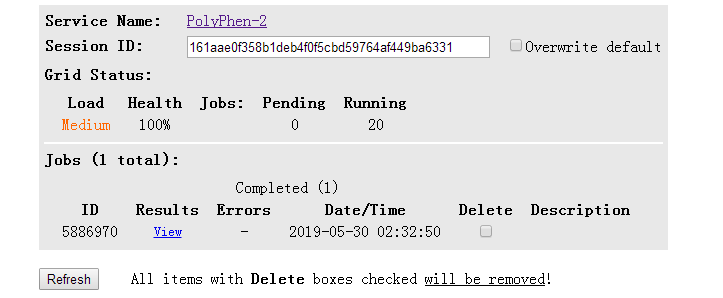 Service Name: PolyPhen-2
Session ID: 161aae0f358b1deb4f0f5cbd59764af449ba6331 Overwrite default
Grid Status:
Load Health Jobs: Pending Running
Medium 100% 0 20
Jobs (1 total):
Completed (1)
ID Results Errors Date/Time Delete Description
5886970 View - 2019-05-30 02:32:50
Refresh All items with Delete boxes checked will be removed!